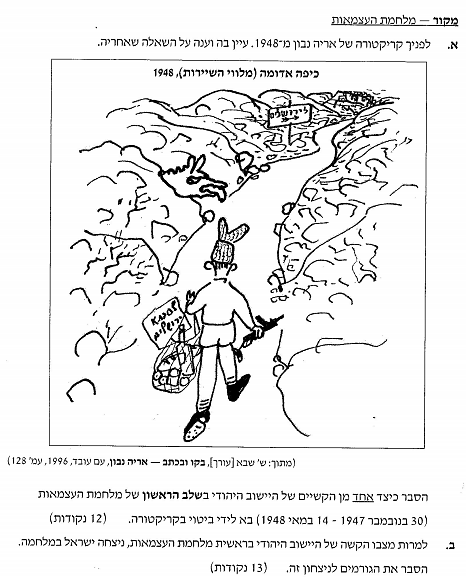 מקור — מלחמת העצמאות
א. לפניך קריקטורה של אריה נבון מ־1948. עיין בה וענה על השאלה שאחריה.
כיפה אדומה (מלווי השיירות), 1948
לירושלים
לסבתא
ירושלים
(מתוך: ש׳ שבא [עורך], בקו ובכתב — אריה נבון, עם עובד, 1996, עמ׳ 128)
הסבר כיצד אחד מן הקשיים של היישוב היהודי בשלב הראשון של מלחמת העצמאות
(30 בנובמבר 1947 - 14 במאי 1948) בא לידי ביטוי בקריקטורה. (12 נקודות)
ב. למרות מצבו הקשה של היישוב היהודי בראשית מלחמת העצמאות, ניצחה ישראל במלחמה.
הסבר את הגורמים לניצחון זה. (13 נקודות)